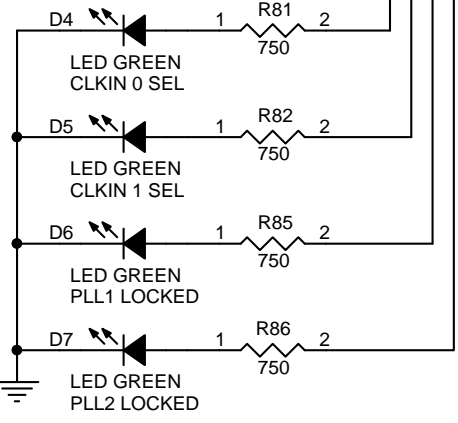 D4 1 R81 2
750
LED GREEN
CLKIN 0 SEL
D5 1 R82 2
750
LED GREEN
CLKIN 1 SEL
D6 1 R85 2
750
LED GREEN
PLL1 LOCKED
D7 1 R86 2
750
LED GREEN
PLL2 LOCKED